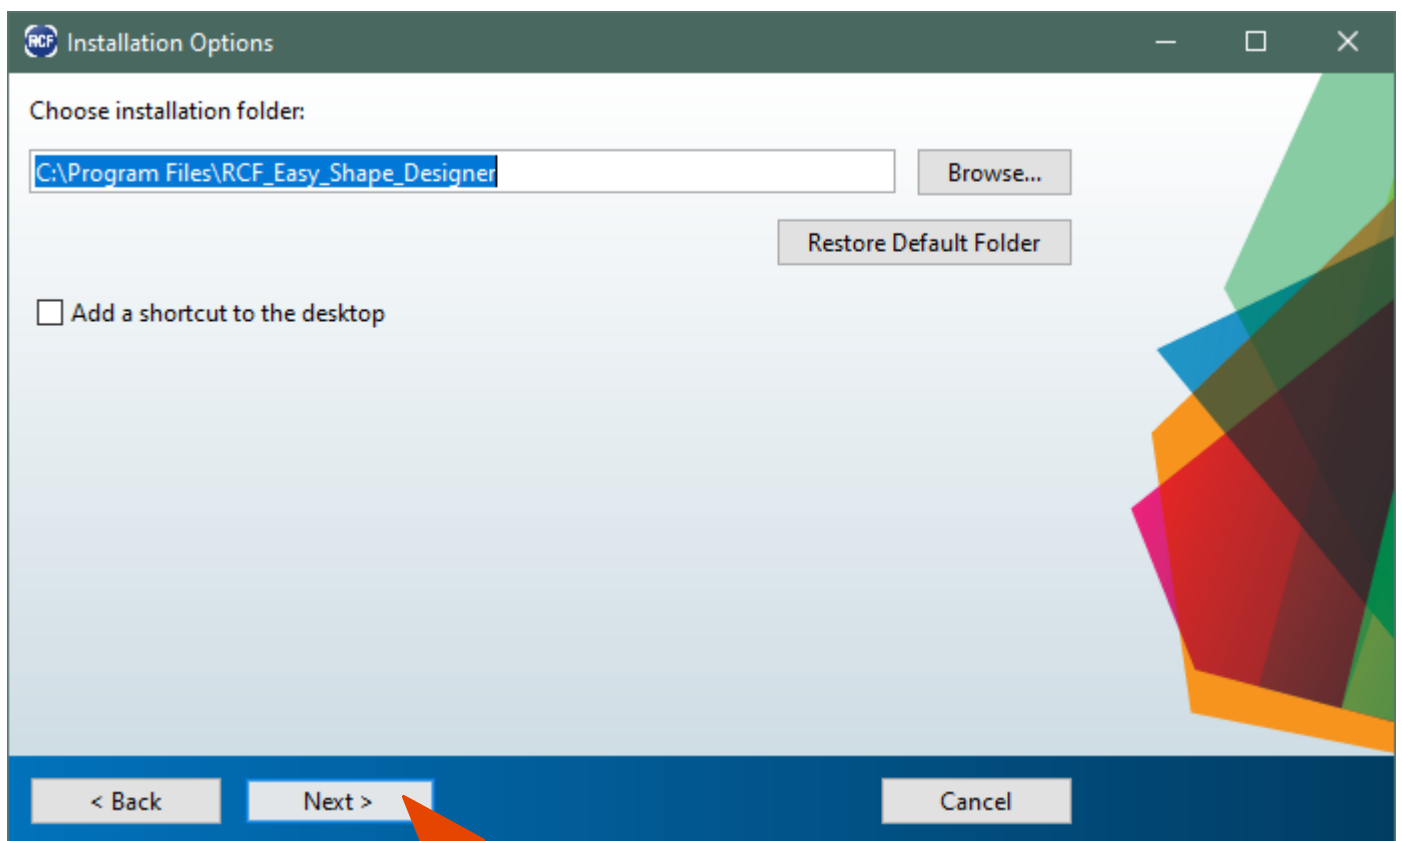 RCF Installation Options
Choose installation folder:
C:\Program Files\RCF_Easy_Shape_Designer
Browse...
Restore Default Folder
Add a shortcut to the desktop
< Back
Next >
Cancel